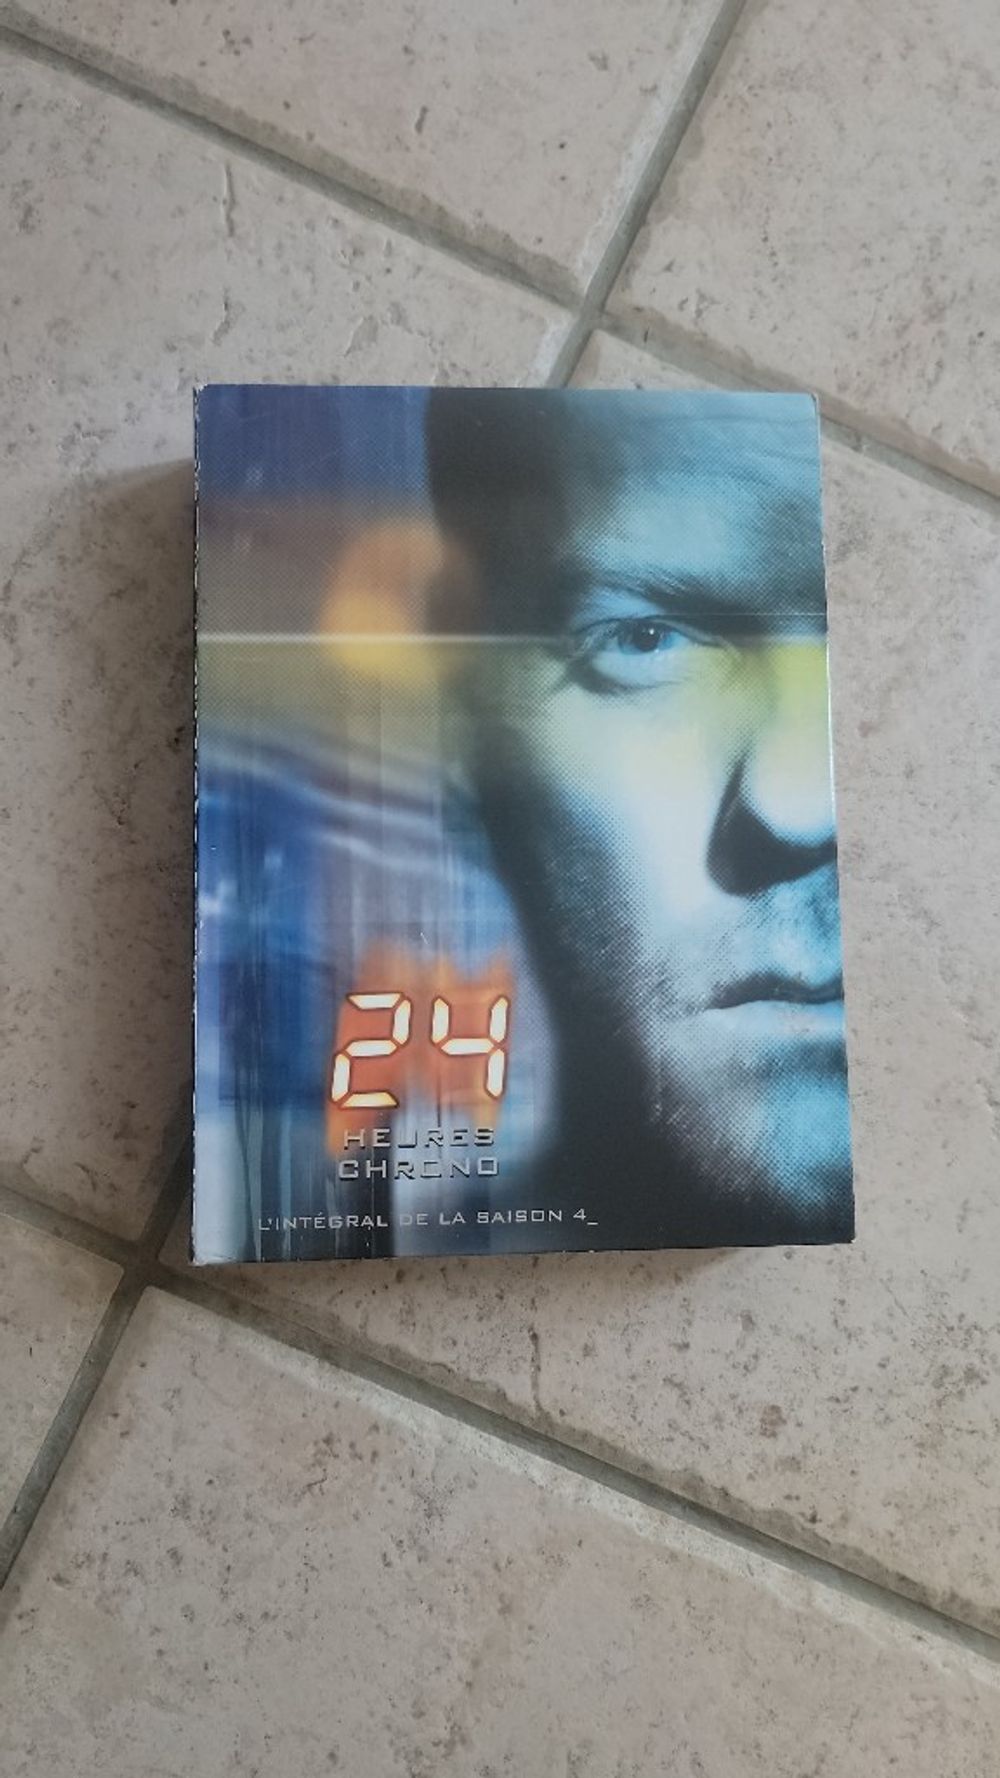 24
HEURES
CHRONO
L'INTÉGRAL DE LA SAISON 4_